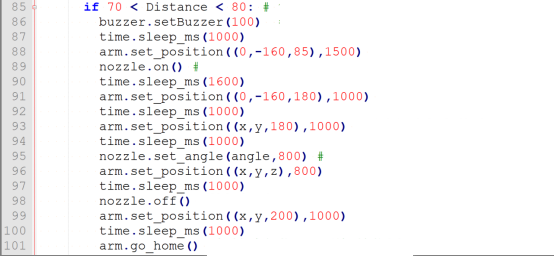 85 if 70 < Distance < 80: #
86 buzzer.setBuzzer(100)
87 time.sleep_ms(1000)
88 arm.set_position((0,-160,85),1500)
89 nozzle.on() #
90 time.sleep_ms(1600)
91 arm.set_position((0,-160,180),1000)
92 time.sleep_ms(1000)
93 arm.set_position((x,y,180),1000)
94 time.sleep_ms(1000)
95 nozzle.set_angle(angle,800) #
96 arm.set_position((x,y,z),800)
97 time.sleep_ms(1000)
98 nozzle.off()
99 arm.set_position((x,y,200),1000)
100 time.sleep_ms(1000)
101 arm.go_home()